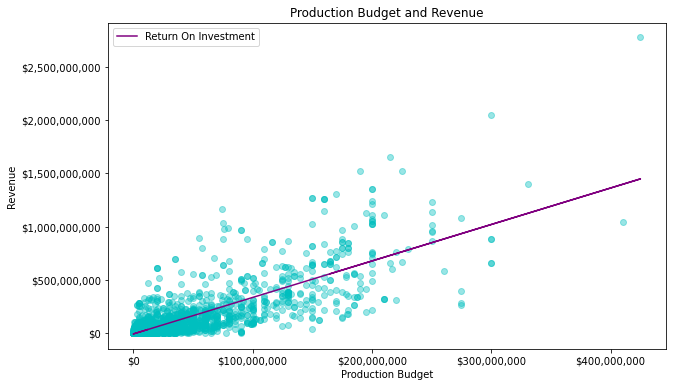 Production Budget and Revenue
Return On Investment
$2,500,000,000
$2,000,000,000
$1,500,000,000
$1,000,000,000
$500,000,000
$0
Revenue
$0
$100,000,000
$200,000,000
$300,000,000
$400,000,000
Production Budget